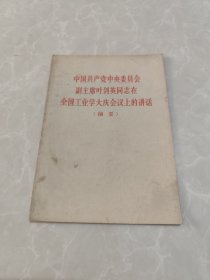 中国共产党中央委员会
副主席叶剑英同志在
全国工业学大庆会议上的讲话
（摘要）